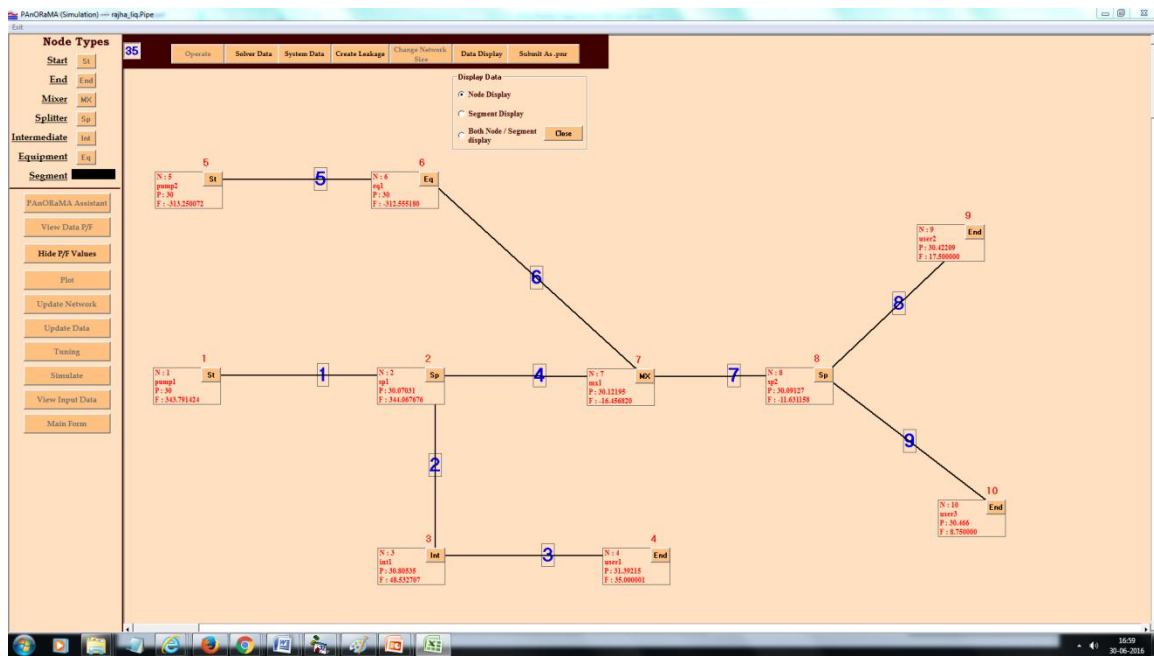 PAnORaMA (Simulation) --- rajha_liq.Pipe
Exit
Node Types
Start St
End End
Mixer MX
Splitter Sp
Intermediate Int
Equipment Eq
Segment
PAnORaMA Assistant
View Data P/F
Hide P/F Values
Plot
Update Network
Update Data
Tuning
Simulate
View Input Data
Main Form
35
Operate Solver Data System Data Create Leakage Change Network Data Display Submit As .pnr
Size
Display Data
Node Display
Segment Display
Both Node / Segment Close
display
5
N : 5 St
pump2
P : 30
F : -313.250072
5
6
N : 6 Eq
eq1
P : 30
F : -312.555180
6
9
N : 9 End
user2
P : 30.42209
F : 17.500000
8
1
N : 1 St
pump1
P : 30
F : 343.791424
1
2
N : 2 Sp
sp1
P : 30.07031
F : 344.067676
4
7
N : 7 MX
mx1
P : 30.12195
F : -16.456820
7
8
N : 8 Sp
sp2
P : 30.09127
F : -11.631158
9
2
10
N : 10 End
user3
P : 30.466
F : 8.750000
3
N : 3 Int
int1
P : 30.80535
F : 48.532707
3
4
N : 4 End
user1
P : 31.39215
F : 35.000001
16:59
30-06-2016